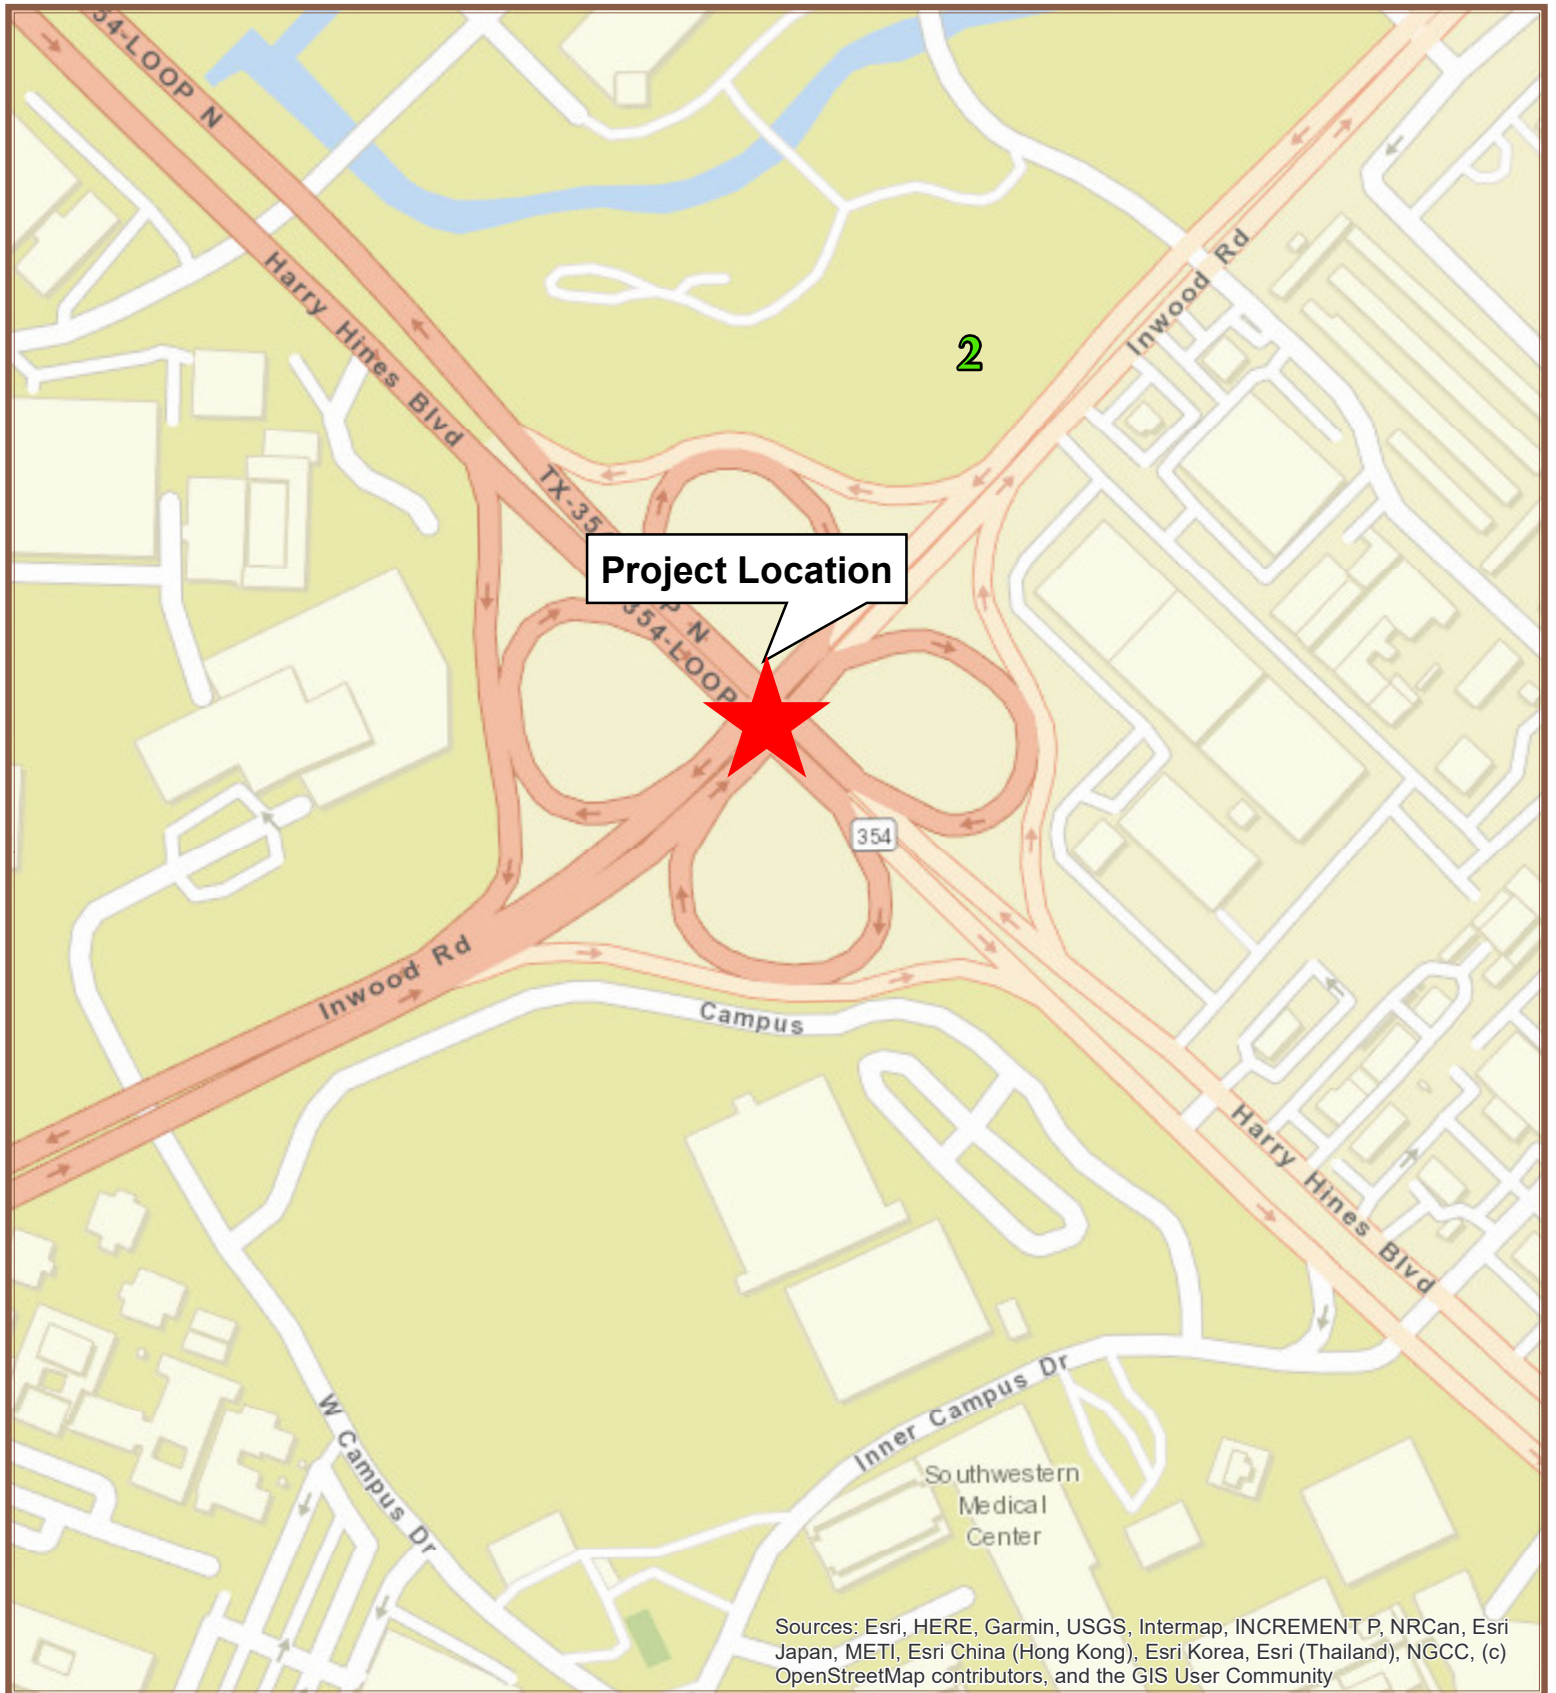 54-LOOP N
Harry Hines Blvd
Inwood Rd
2
TX-35
Project Location
P N
354-LOOP
354
Inwood Rd
Campus
Harry Hines Blvd
Inner Campus Dr
W Campus Dr
Southwestern
Medical
Center
Sources: Esri, HERE, Garmin, USGS, Intermap, INCREMENT P, NRCan, Esri
Japan, METI, Esri China (Hong Kong), Esri Korea, Esri (Thailand), NGCC, (c)
OpenStreetMap contributors, and the GIS User Community